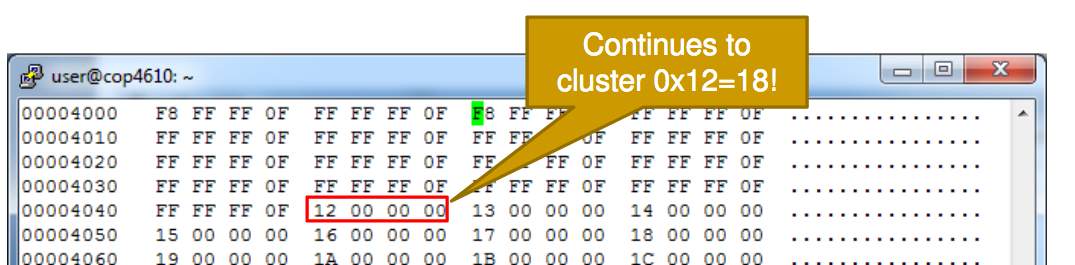 Continues to
cluster 0x12=18!
user@cop4610: ~
00004000 F8 FF FF 0F FF FF FF 0F F8 FF FF FF FF 0F ................
00004010 FF FF FF 0F FF FF FF 0F FF FF 0F FF FF FF 0F ................
00004020 FF FF FF 0F FF FF FF 0F FF FF FF 0F FF FF FF 0F ................
00004030 FF FF FF 0F FF FF FF 0F FF FF FF 0F FF FF FF 0F ................
00004040 FF FF FF 0F 12 00 00 00 13 00 00 00 14 00 00 00 ................
00004050 15 00 00 00 16 00 00 00 17 00 00 00 18 00 00 00 ................
00004060 19 00 00 00 1A 00 00 00 1B 00 00 00 1C 00 00 00 ................